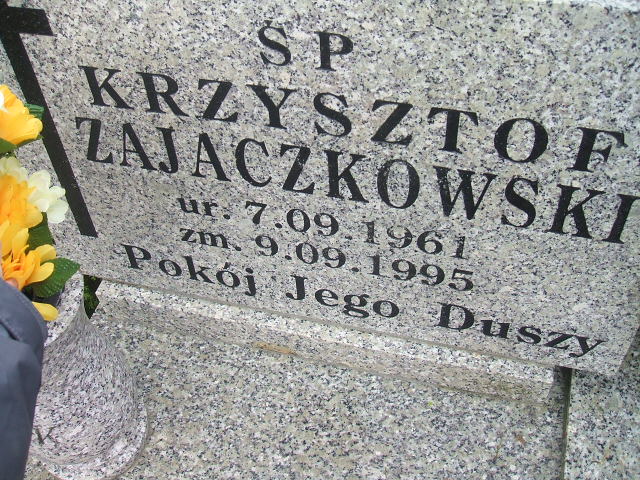 ŚP
KRZYSZTOF
ZAJĄCZKOWSKI
ur. 7.09.1961
zm. 9.09.1995
Pokój Jego Duszy
K